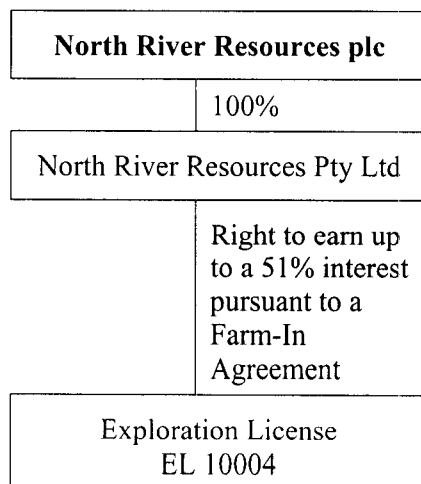 North River Resources plc
100%
North River Resources Pty Ltd
Right to earn up
to a 51% interest
pursuant to a
Farm-In
Agreement
Exploration License
EL 10004